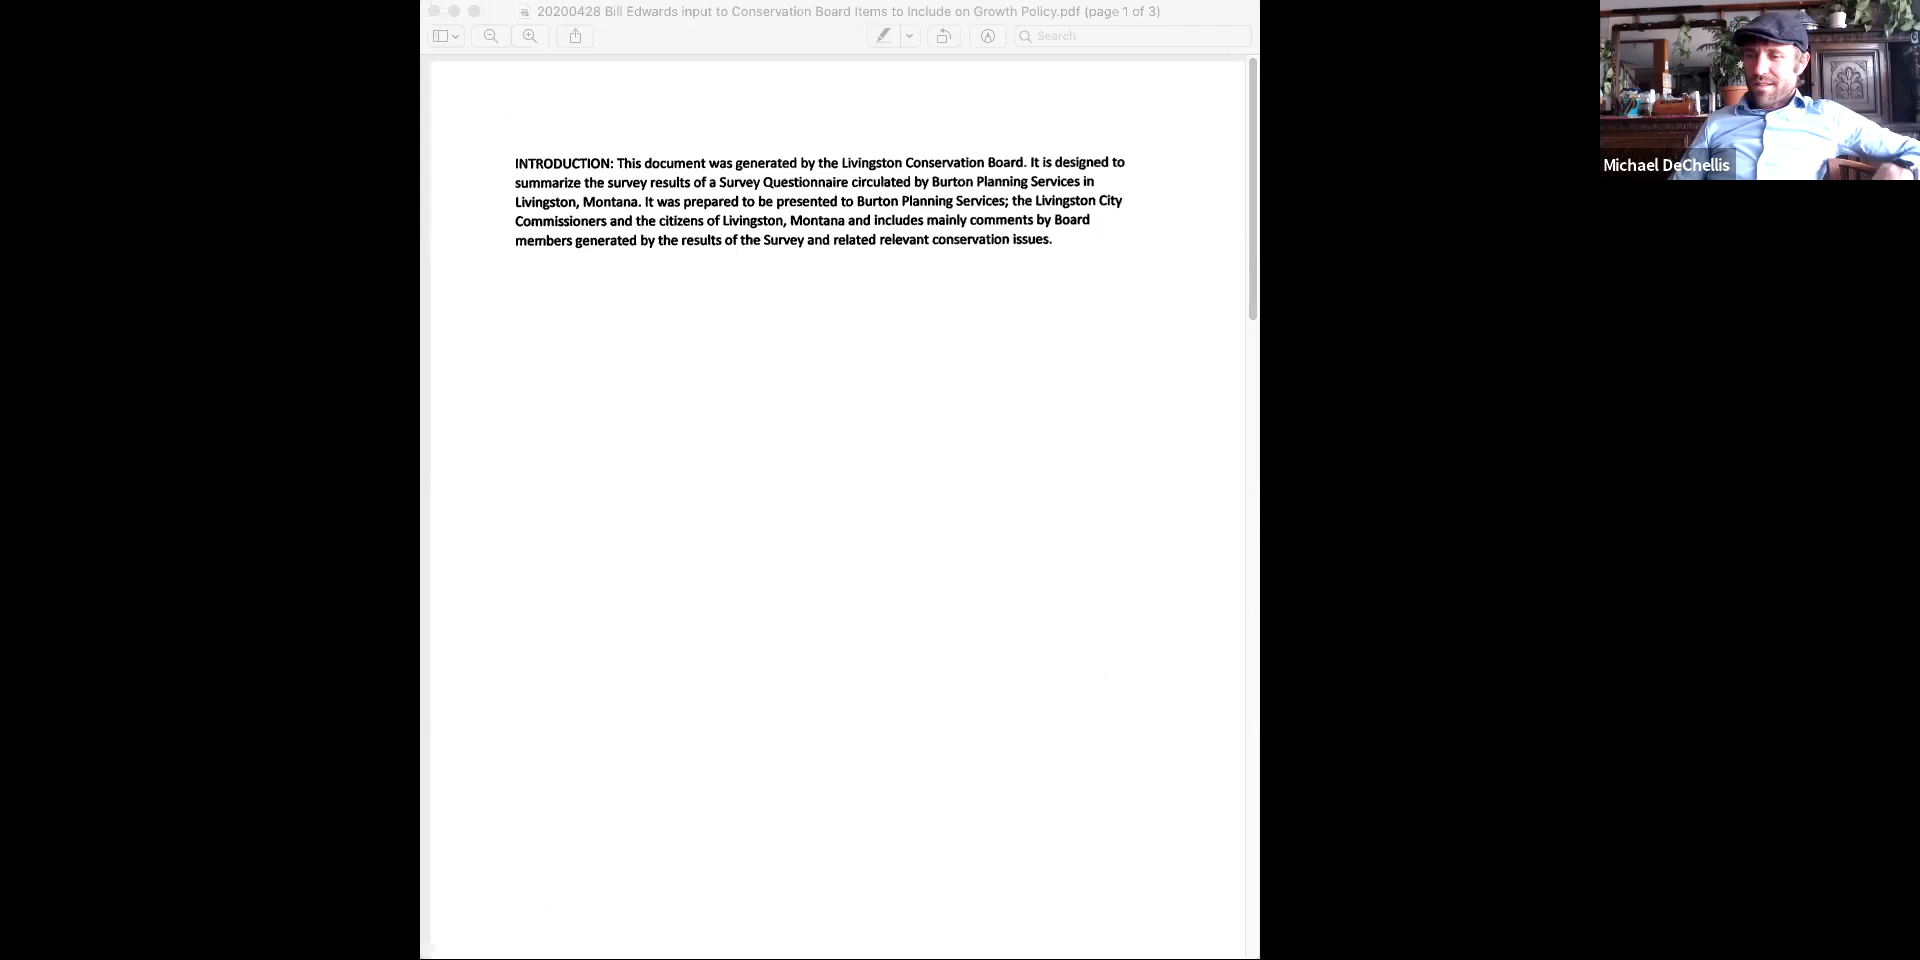 20200428 Bill Edwards input to Conservation Board Items to Include on Growth Policy.pdf (page 1 of 3)
Search
INTRODUCTION: This document was generated by the Livingston Conservation Board. It is designed to
summarize the survey results of a Survey Questionnaire circulated by Burton Planning Services in
Livingston, Montana. It was prepared to be presented to Burton Planning Services; the Livingston City
Commissioners and the citizens of Livingston, Montana and includes mainly comments by Board
members generated by the results of the Survey and related relevant conservation issues.
Michael DeChellis